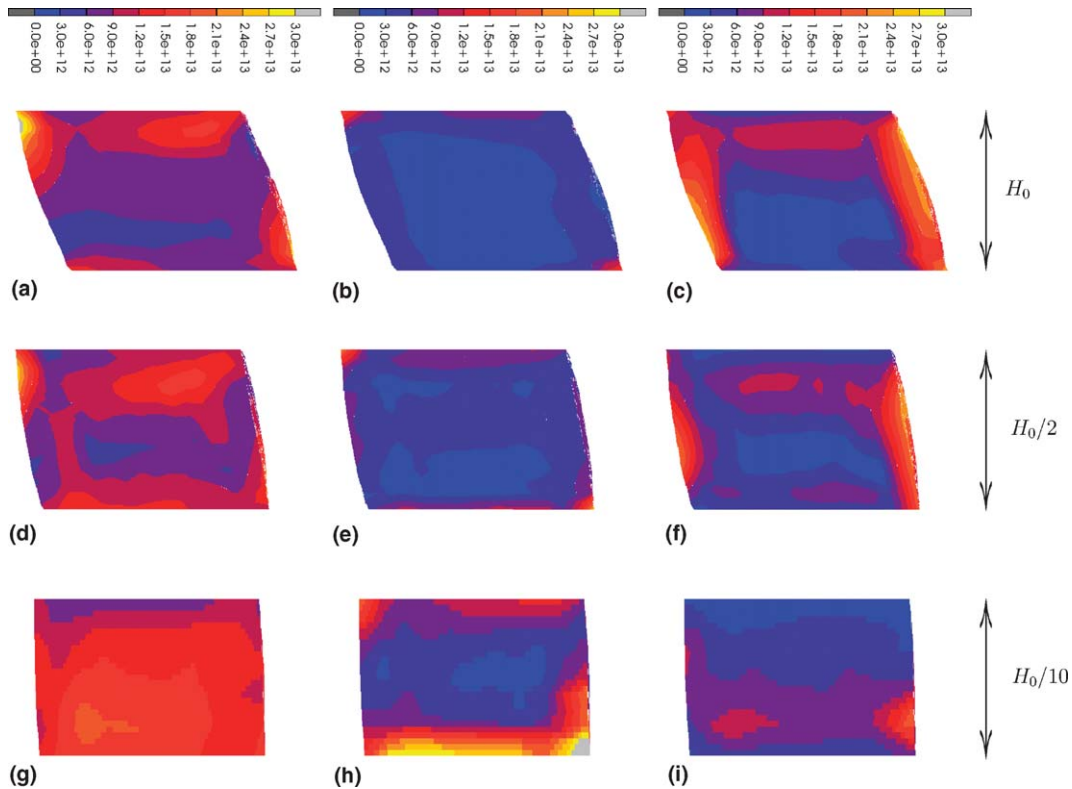 0.0e+00 3.0e+12 6.0e+12 9.0e+12 1.2e+13 1.5e+13 1.8e+13 2.1e+13 2.4e+13 2.7e+13 3.0e+13
0.0e+00 3.0e+12 6.0e+12 9.0e+12 1.2e+13 1.5e+13 1.8e+13 2.1e+13 2.4e+13 2.7e+13 3.0e+13
0.0e+00 3.0e+12 6.0e+12 9.0e+12 1.2e+13 1.5e+13 1.8e+13 2.1e+13 2.4e+13 2.7e+13 3.0e+13
H₀
(a) (b) (c)
H₀/2
(d) (e) (f)
H₀/10
(g) (h) (i)